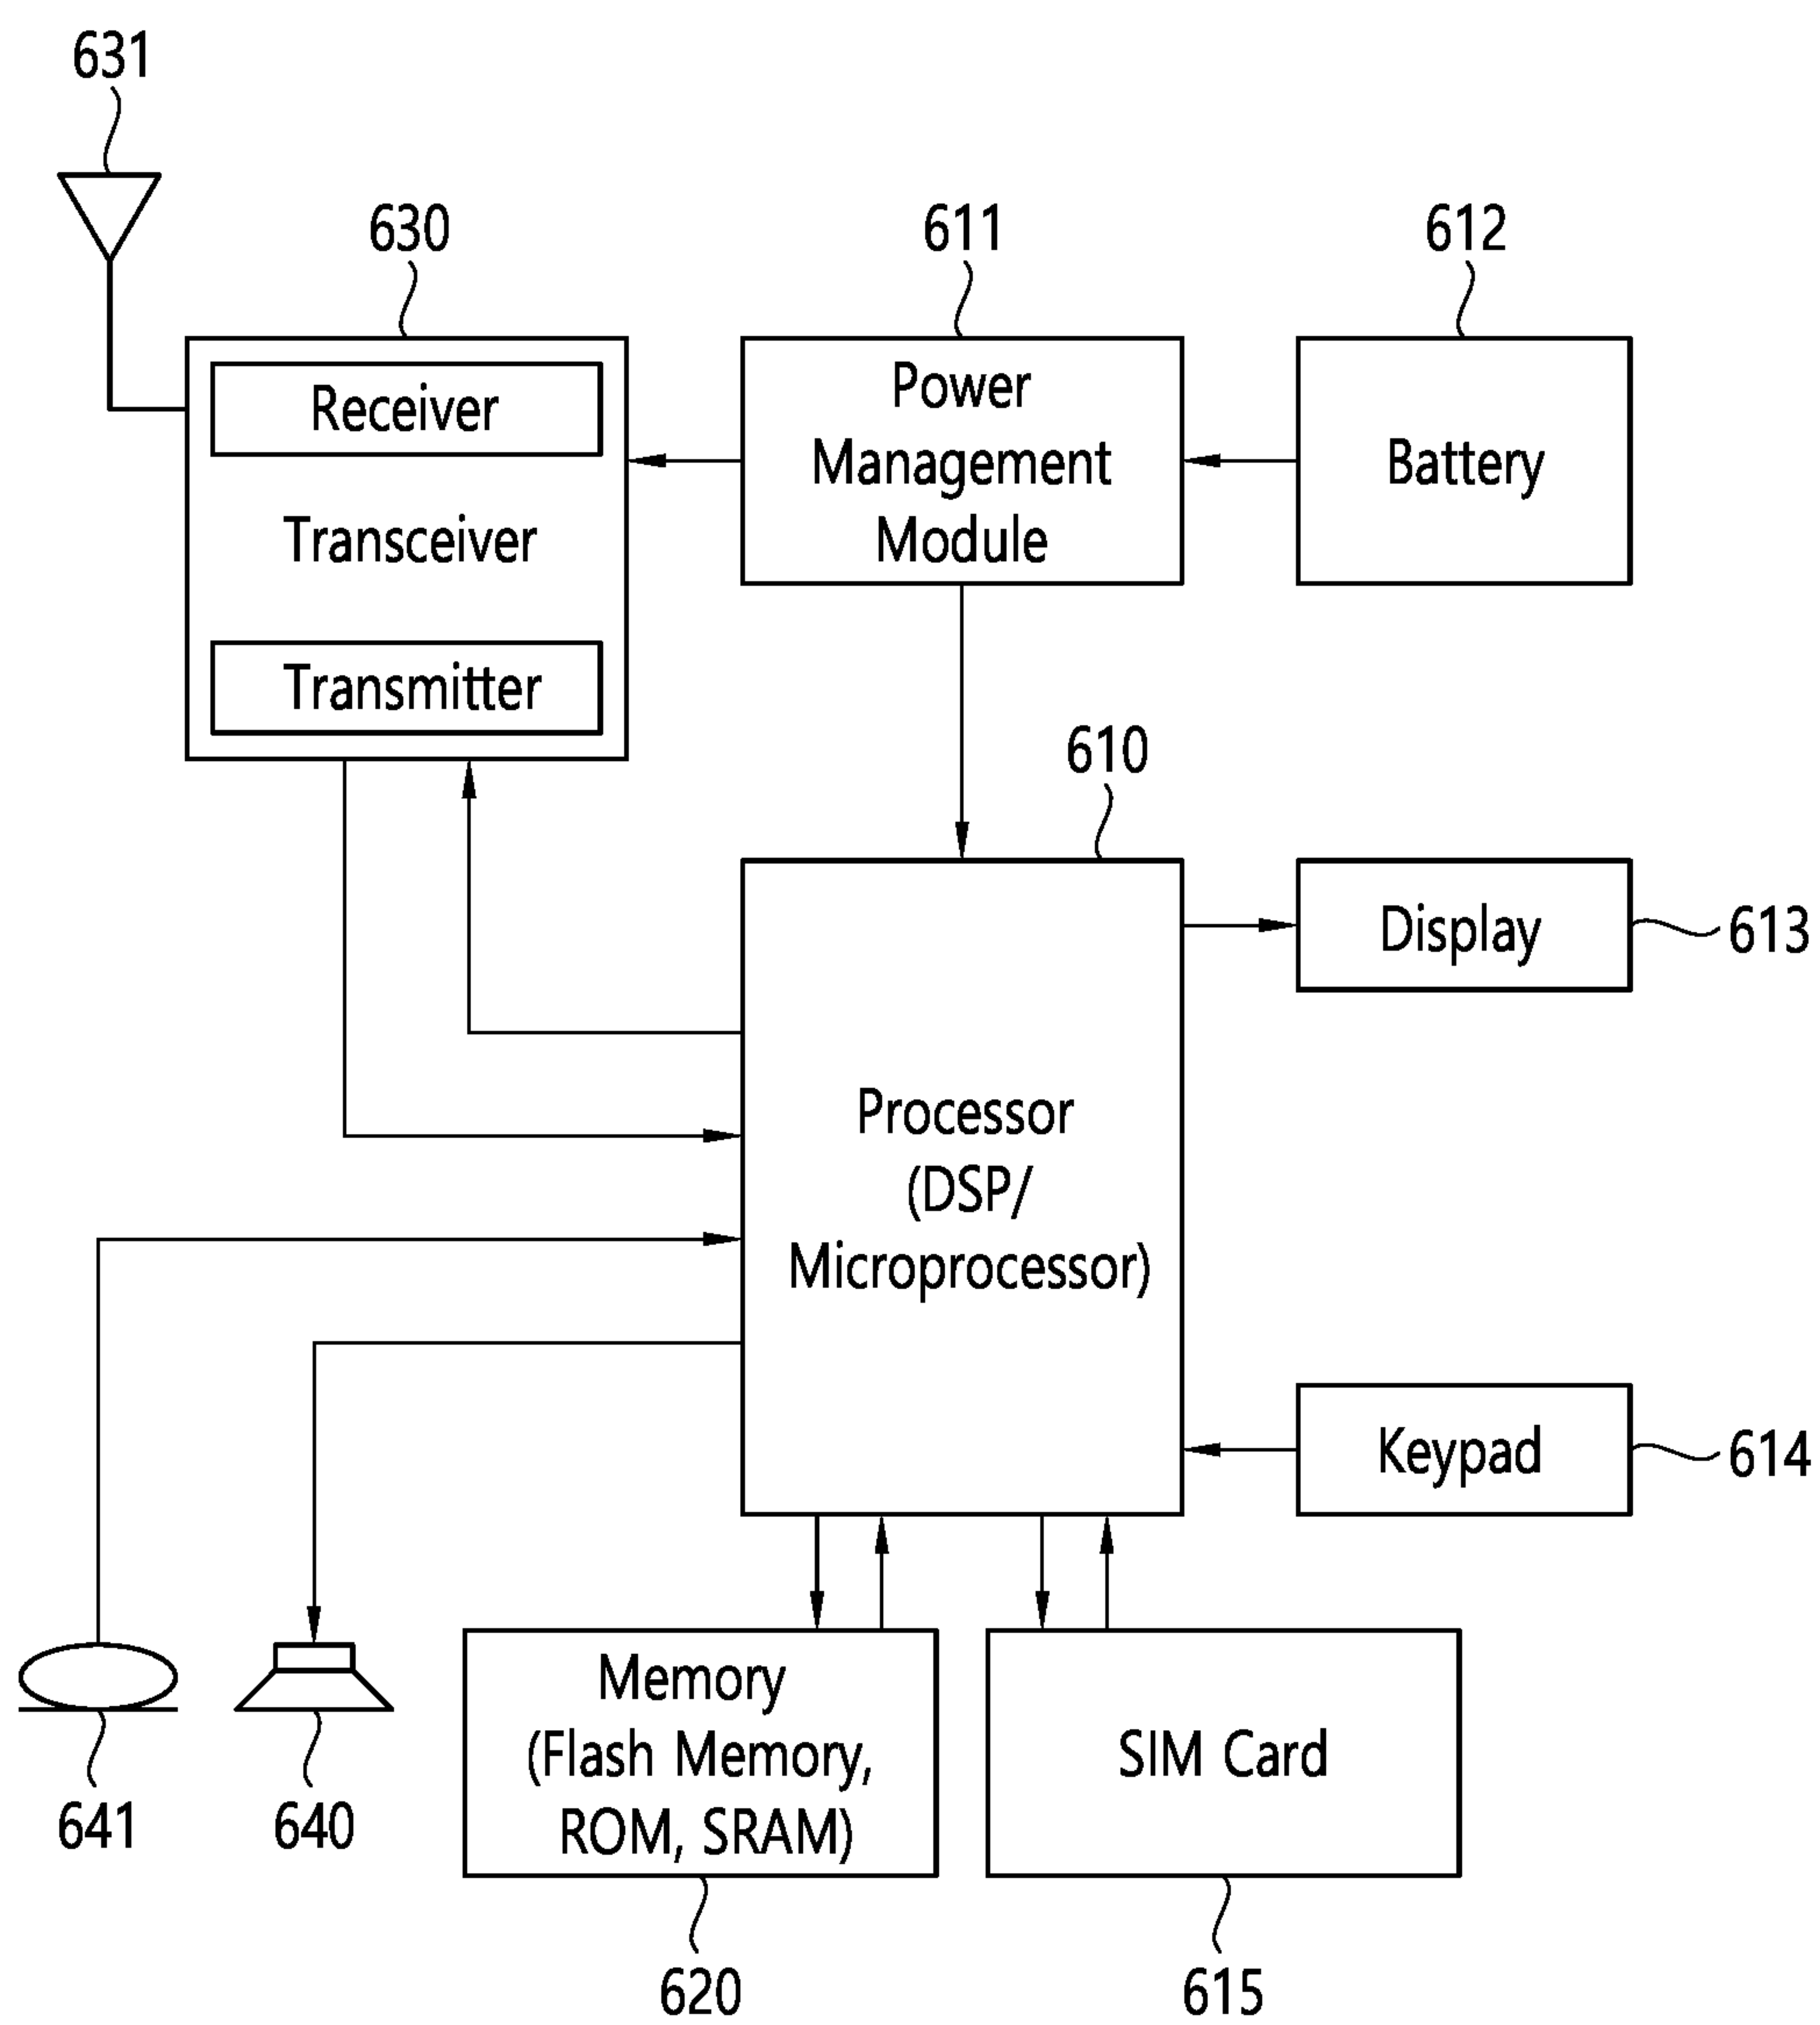 631
630
611
612
Receiver
Transceiver
Transmitter
Power
Management
Module
Battery
610
Processor
(DSP/
Microprocessor)
Display
613
Keypad
614
641
640
Memory
(Flash Memory,
ROM, SRAM)
SIM Card
620
615